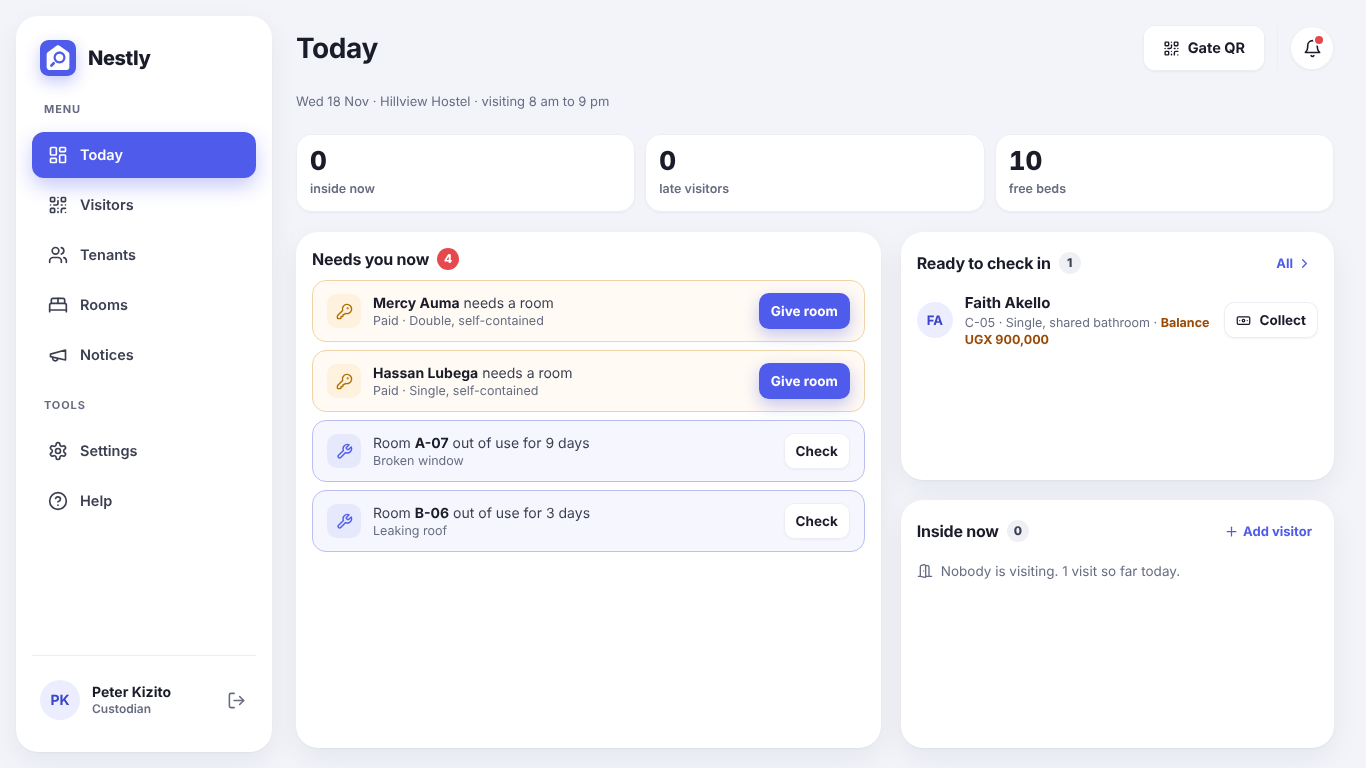 Nestly
MENU
Today
Visitors
Tenants
Rooms
Notices
TOOLS
Settings
Help
PK
Peter Kizito
Custodian
Today
Gate QR
Wed 18 Nov · Hillview Hostel · visiting 8 am to 9 pm
0
inside now
0
late visitors
10
free beds
Needs you now 4
Mercy Auma needs a room
Paid · Double, self-contained
Give room
Hassan Lubega needs a room
Paid · Single, self-contained
Give room
Room A-07 out of use for 9 days
Broken window
Check
Room B-06 out of use for 3 days
Leaking roof
Check
Ready to check in 1
All
FA
Faith Akello
C-05 · Single, shared bathroom · Balance
UGX 900,000
Collect
Inside now 0
Add visitor
Nobody is visiting. 1 visit so far today.